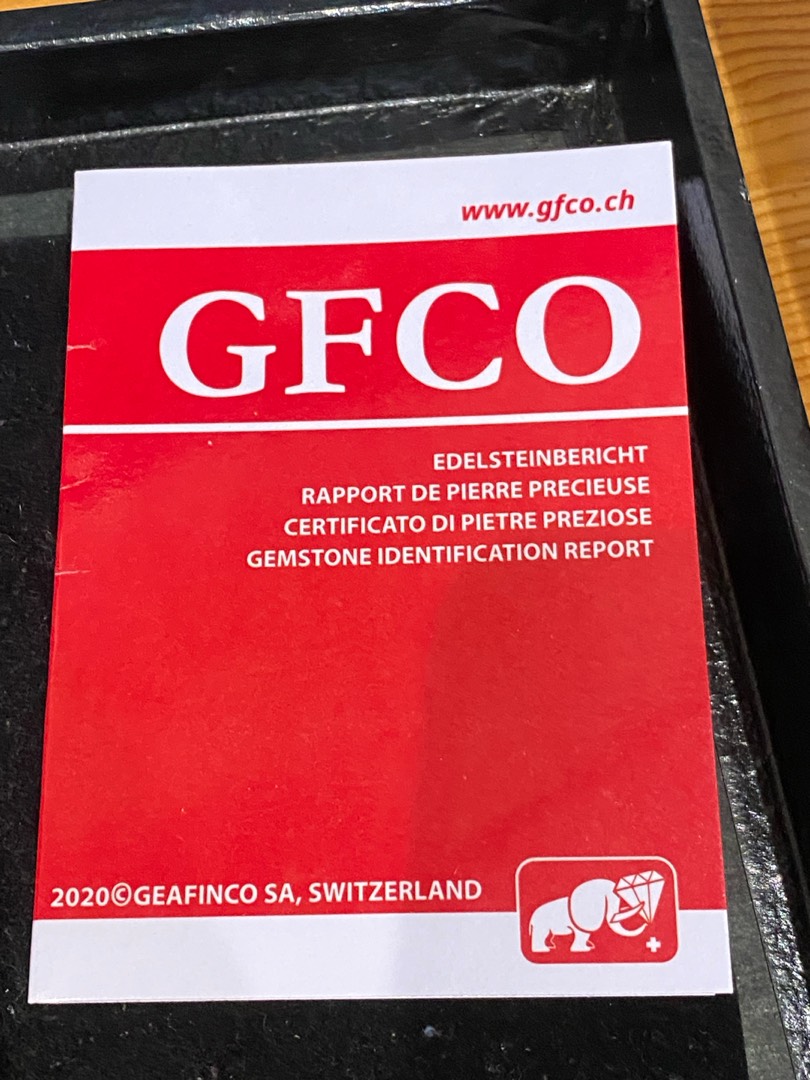 www.gfco.ch
GFCO
EDELSTEINBERICHT
RAPPORT DE PIERRE PRECIEUSE
CERTIFICATO DI PIETRE PREZIOSE
GEMSTONE IDENTIFICATION REPORT
2020©GEAFINCO SA, SWITZERLAND